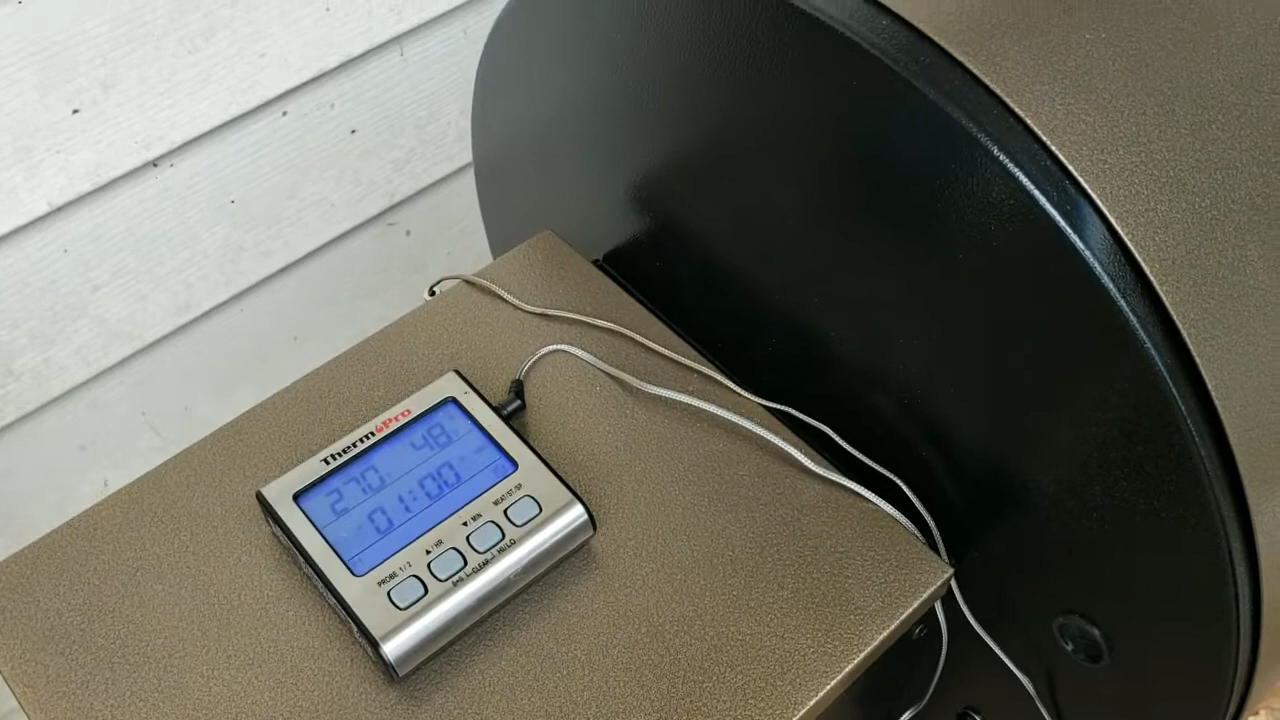 ThermoPro
270 48
01:00
PROBE 1/2 ▲/HR ▼/MIN MEAT/ST/SP
CLEAR HI/LO